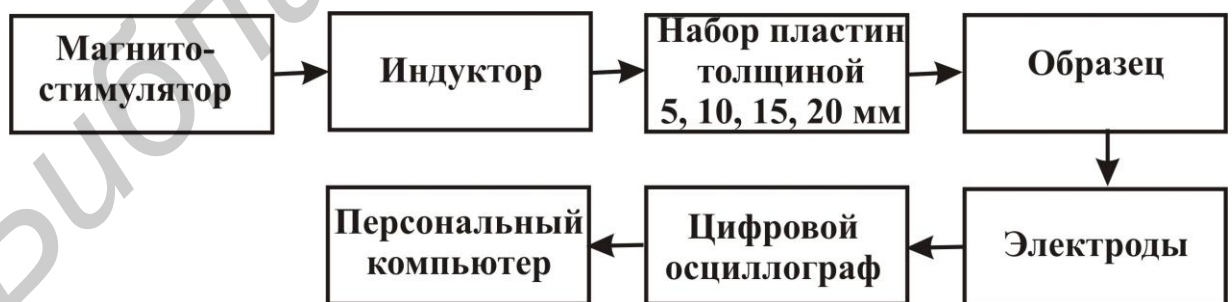 Магнито-
стимулятор
Индуктор
Набор пластин
толщиной
5, 10, 15, 20 мм
Образец
Электроды
Цифровой
осциллограф
Персональный
компьютер